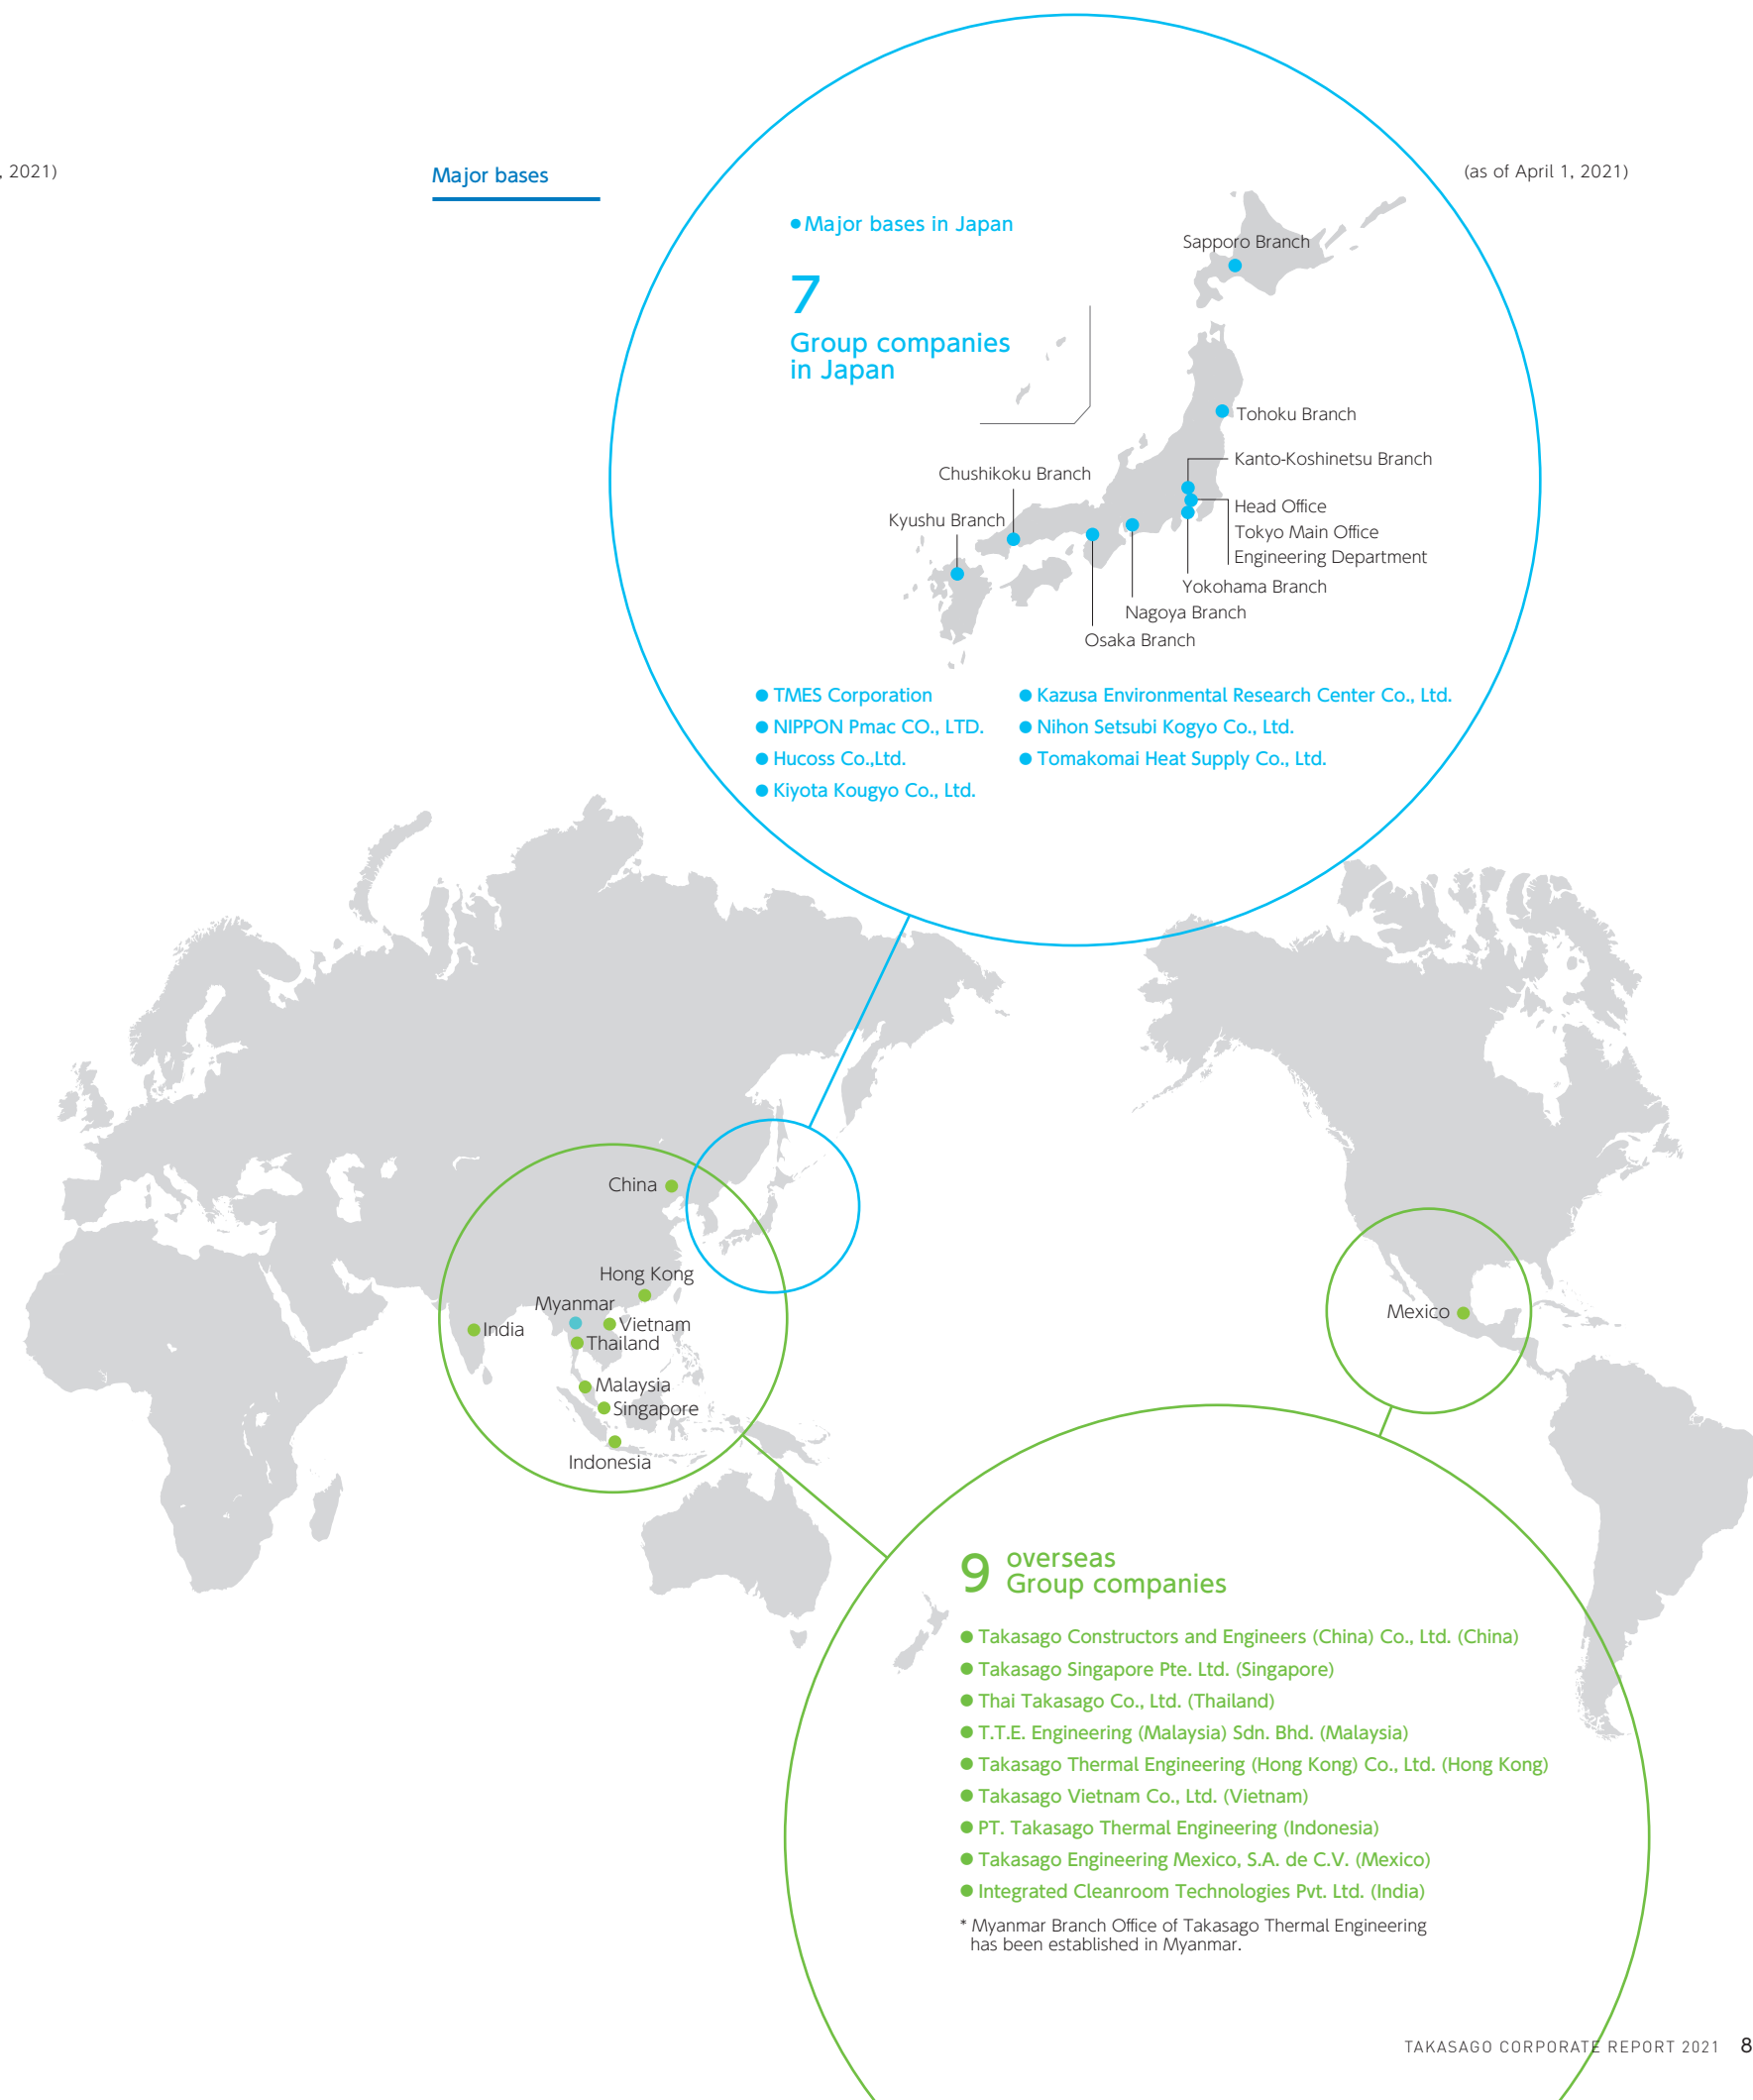 , 2021)
Major bases
(as of April 1, 2021)
Major bases in Japan
7
Group companies
in Japan
Sapporo Branch
Tohoku Branch
Kanto-Koshinetsu Branch
Chushikoku Branch
Head Office
Kyushu Branch
Tokyo Main Office
Engineering Department
Yokohama Branch
Nagoya Branch
Osaka Branch
TMES Corporation
NIPPON Pmac CO., LTD.
Hucoss Co.,Ltd.
Kiyota Kougyo Co., Ltd.
Kazusa Environmental Research Center Co., Ltd.
Nihon Setsubi Kogyo Co., Ltd.
Tomakomai Heat Supply Co., Ltd.
China
Hong Kong
Myanmar
Vietnam
India
Thailand
Malaysia
Singapore
Indonesia
Mexico
9 overseas
Group companies
Takasago Constructors and Engineers (China) Co., Ltd. (China)
Takasago Singapore Pte. Ltd. (Singapore)
Thai Takasago Co., Ltd. (Thailand)
T.T.E. Engineering (Malaysia) Sdn. Bhd. (Malaysia)
Takasago Thermal Engineering (Hong Kong) Co., Ltd. (Hong Kong)
Takasago Vietnam Co., Ltd. (Vietnam)
PT. Takasago Thermal Engineering (Indonesia)
Takasago Engineering Mexico, S.A. de C.V. (Mexico)
Integrated Cleanroom Technologies Pvt. Ltd. (India)
* Myanmar Branch Office of Takasago Thermal Engineering
has been established in Myanmar.
TAKASAGO CORPORATE REPORT 2021 8